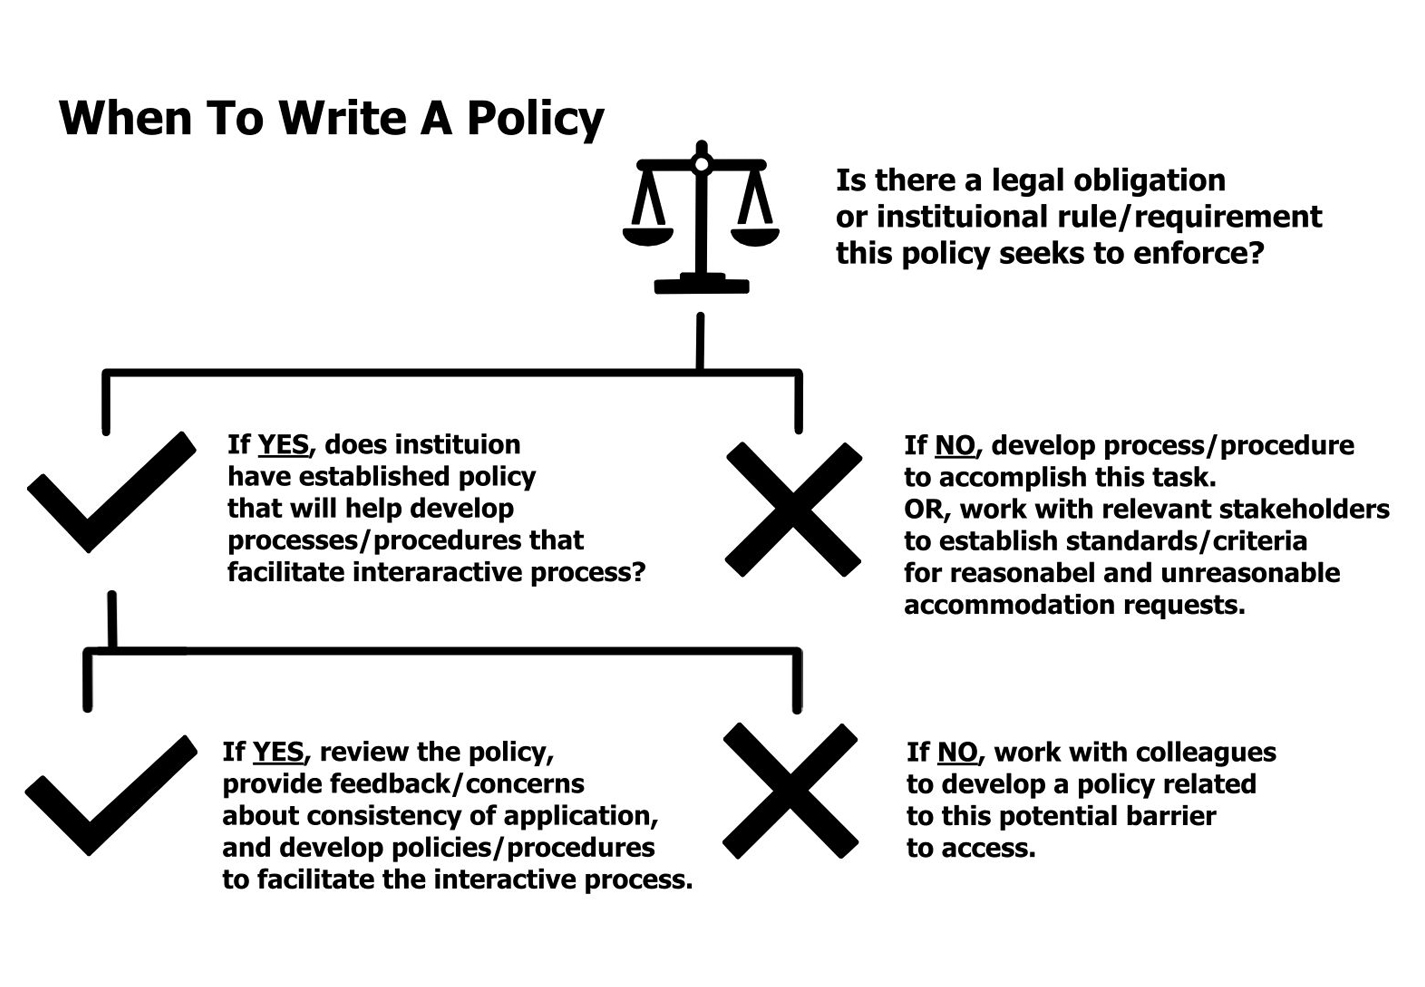 When To Write A Policy
Is there a legal obligation
or instituional rule/requirement
this policy seeks to enforce?
If YES, does instituion
have established policy
that will help develop
processes/procedures that
facilitate interaractive process?
If NO, develop process/procedure
to accomplish this task.
OR, work with relevant stakeholders
to establish standards/criteria
for reasonabel and unreasonable
accommodation requests.
If YES, review the policy,
provide feedback/concerns
about consistency of application,
and develop policies/procedures
to facilitate the interactive process.
If NO, work with colleagues
to develop a policy related
to this potential barrier
to access.